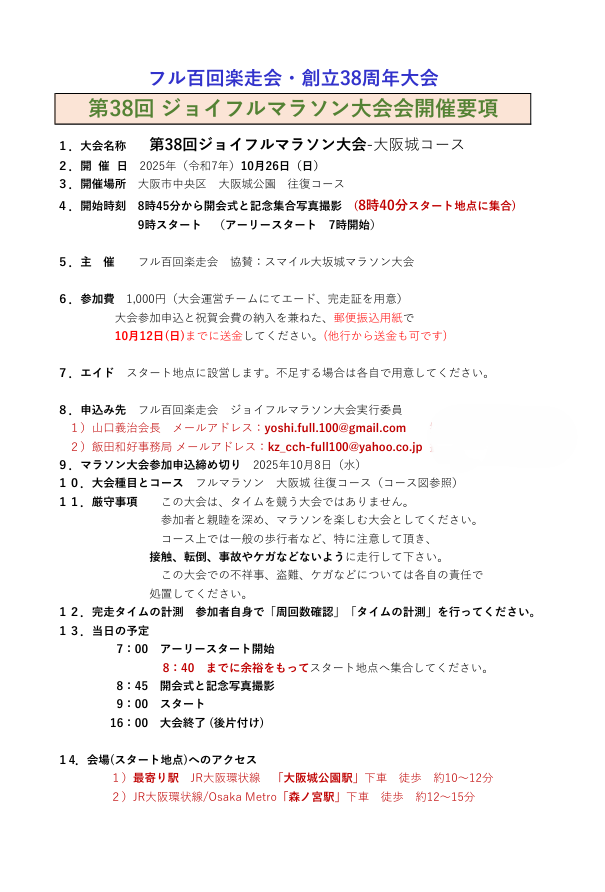 フル百回楽走会・創立38周年大会
第38回 ジョイフルマラソン大会会開催要項
１．大会名称　第38回ジョイフルマラソン大会-大阪城コース
２．開 催 日　2025年（令和7年）10月26日（日）
３．開催場所　大阪市中央区　大阪城公園　往復コース
４．開始時刻　8時45分から開会式と記念集合写真撮影　（8時40分スタート地点に集合）
9時スタート　（アーリースタート　7時開始）
５．主　催　フル百回楽走会　協賛：スマイル大坂城マラソン大会
６．参加費　1,000円（大会運営チームにてエード、完走証を用意）
大会参加申込と祝賀会費の納入を兼ねた、郵便振込用紙で
10月12日(日)までに送金してください。（他行から送金も可です）
７．エイド　スタート地点に設営します。不足する場合は各自で用意してください。
８．申込み先　フル百回楽走会　ジョイフルマラソン大会実行委員
１）山口義治会長　メールアドレス：yoshi.full.100@gmail.com
２）飯田和好事務局 メールアドレス：kz_cch-full100@yahoo.co.jp
９．マラソン大会参加申込締め切り　2025年10月8日（水）
１０．大会種目とコース　フルマラソン　大阪城 往復コース（コース図参照）
１１．厳守事項　この大会は、タイムを競う大会ではありません。
参加者と親睦を深め、マラソンを楽しむ大会としてください。
コース上では一般の歩行者など、特に注意して頂き、
接触、転倒、事故やケガなどないように走行して下さい。
この大会での不祥事、盗難、ケガなどについては各自の責任で
処置してください。
１２．完走タイムの計測　参加者自身で「周回数確認」「タイムの計測」を行ってください。
１３．当日の予定
7：00　アーリースタート開始
8：40　までに余裕をもってスタート地点へ集合してください。
8：45　開会式と記念写真撮影
9：00　スタート
16：00　大会終了 (後片付け)
１４．会場(スタート地点)へのアクセス
１）最寄り駅　JR大阪環状線　「大阪城公園駅」下車　徒歩　約10～12分
２）JR大阪環状線/Osaka Metro「森ノ宮駅」下車　徒歩　約12～15分